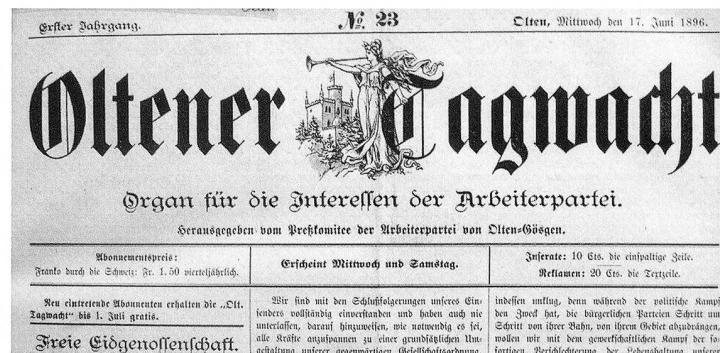 Erster Jahrgang.
№ 23
Olten, Mittwoch den 17. Juni 1896.
Oltener Tagwacht
Organ für die Interessen der Arbeiterpartei.
Herausgegeben vom Preßkomitee der Arbeiterpartei von Olten-Gösgen.
Abonnementspreis:
Franko durch die Schweiz: Fr. 1.50 vierteljährlich.
Erscheint Mittwoch und Samstag.
Inserate: 10 Cts. die einspaltige Zeile.
Reklamen: 20 Cts. die Textzeile.
Neu eintretende Abonnenten erhalten die „Olt.
Tagwacht“ bis 1. Juli gratis.
Freie Eidgenossenschaft.
Wir sind mit den Schlußfolgerungen unseres Ein-
senders vollständig einverstanden und haben auch nie
unterlassen, darauf hinzuweisen, wie notwendig es sei,
alle Kräfte anzuspannen zu einer grundsätzlichen Um-
gestaltung unserer gegenwärtigen Gesellschaftsordnung
indessen unklug, denn während der politische Kampf
den Zweck hat, die bürgerlichen Parteien Schritt um
Schritt von ihrer Bahn, von ihrem Gebiet abzudrängen,
wollen wir mit dem gewerkschaftlichen Kampf der